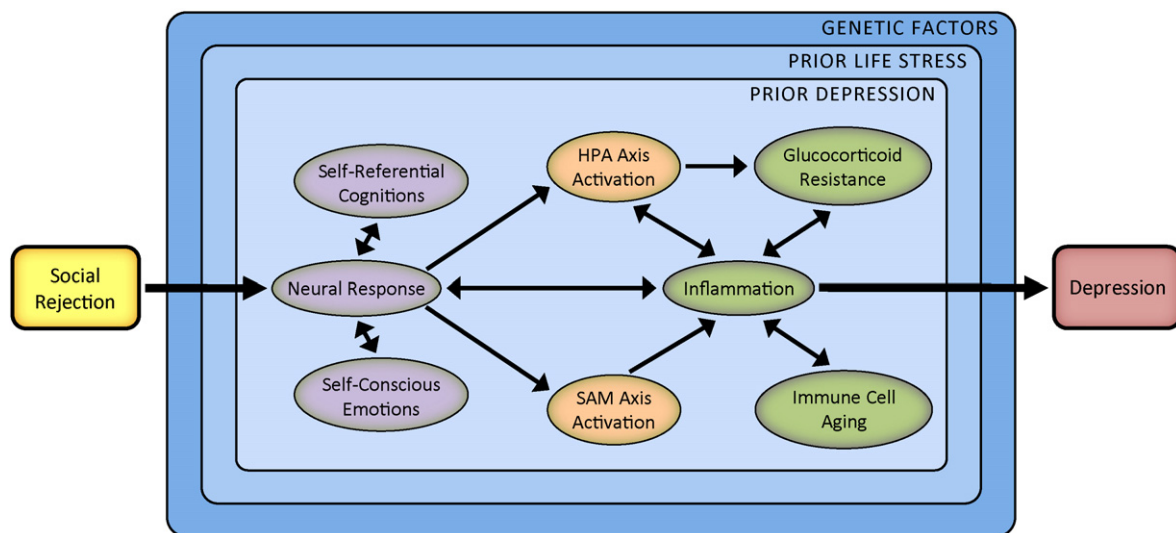 GENETIC FACTORS
PRIOR LIFE STRESS
PRIOR DEPRESSION
Self-Referential
Cognitions
HPA Axis
Activation
Glucocorticoid
Resistance
Social
Rejection
Neural Response
Inflammation
Depression
Self-Conscious
Emotions
SAM Axis
Activation
Immune Cell
Aging